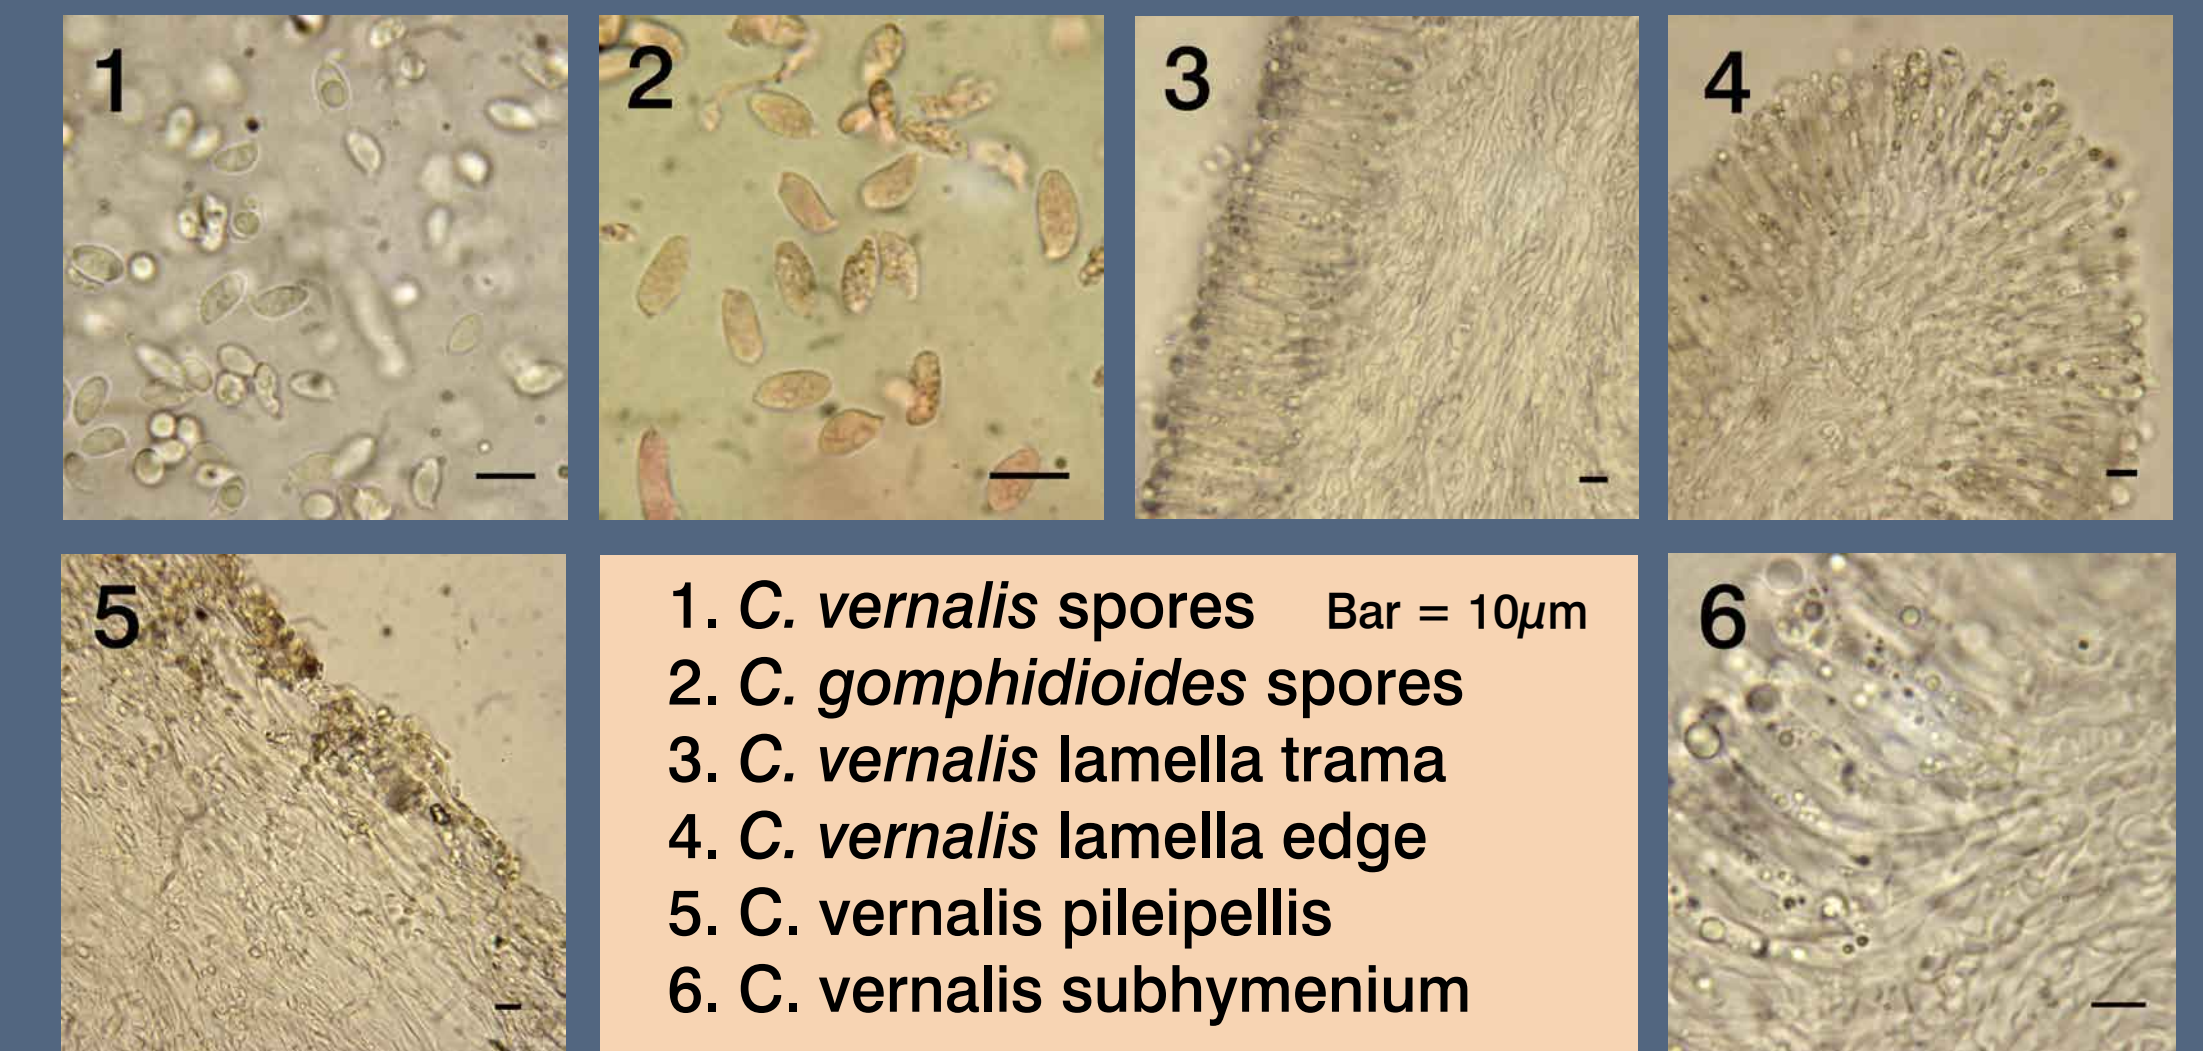 1
2
3
4
5
1. C. vernalis spores Bar = 10μm
2. C. gomphidioides spores
3. C. vernalis lamella trama
4. C. vernalis lamella edge
5. C. vernalis pileipellis
6. C. vernalis subhymenium
6